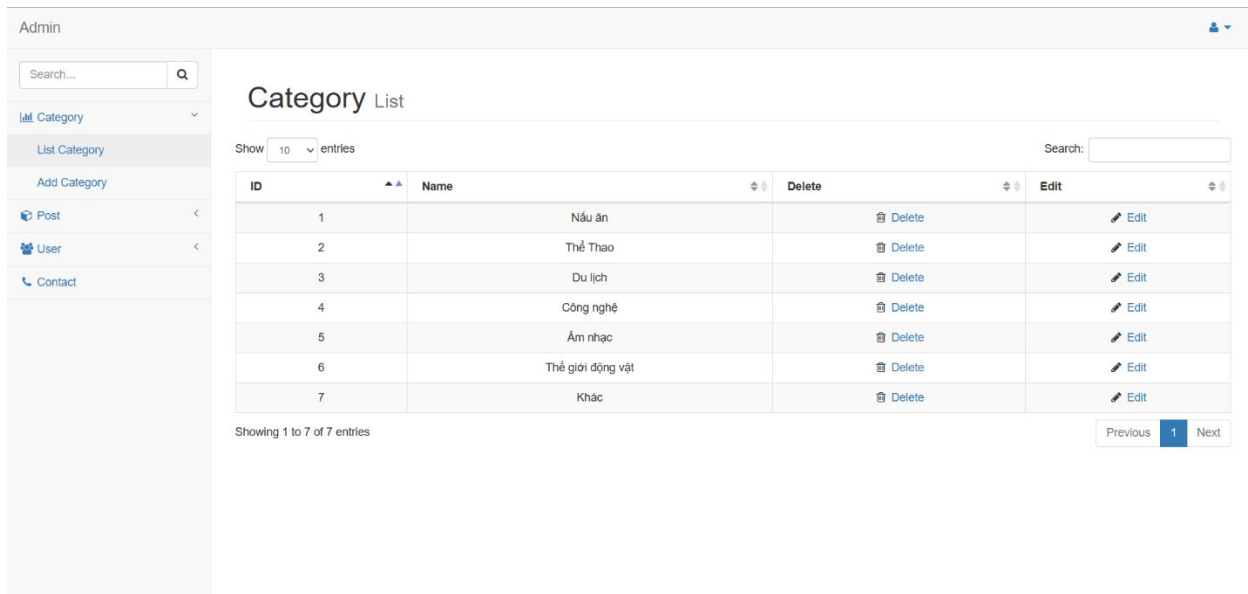 Admin
Search...
Category
List Category
Add Category
Post
User
Contact
Category List
Show 10 entries
Search:
ID Name Delete Edit
1 Nấu ăn Delete Edit
2 Thể Thao Delete Edit
3 Du lịch Delete Edit
4 Công nghệ Delete Edit
5 Âm nhạc Delete Edit
6 Thế giới động vật Delete Edit
7 Khác Delete Edit
Showing 1 to 7 of 7 entries
Previous 1 Next